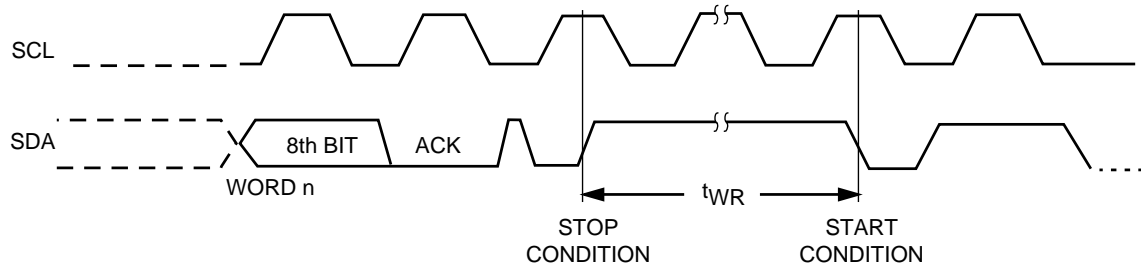 SCL
SDA
8th BIT
ACK
WORD n
tWR
STOP
CONDITION
START
CONDITION